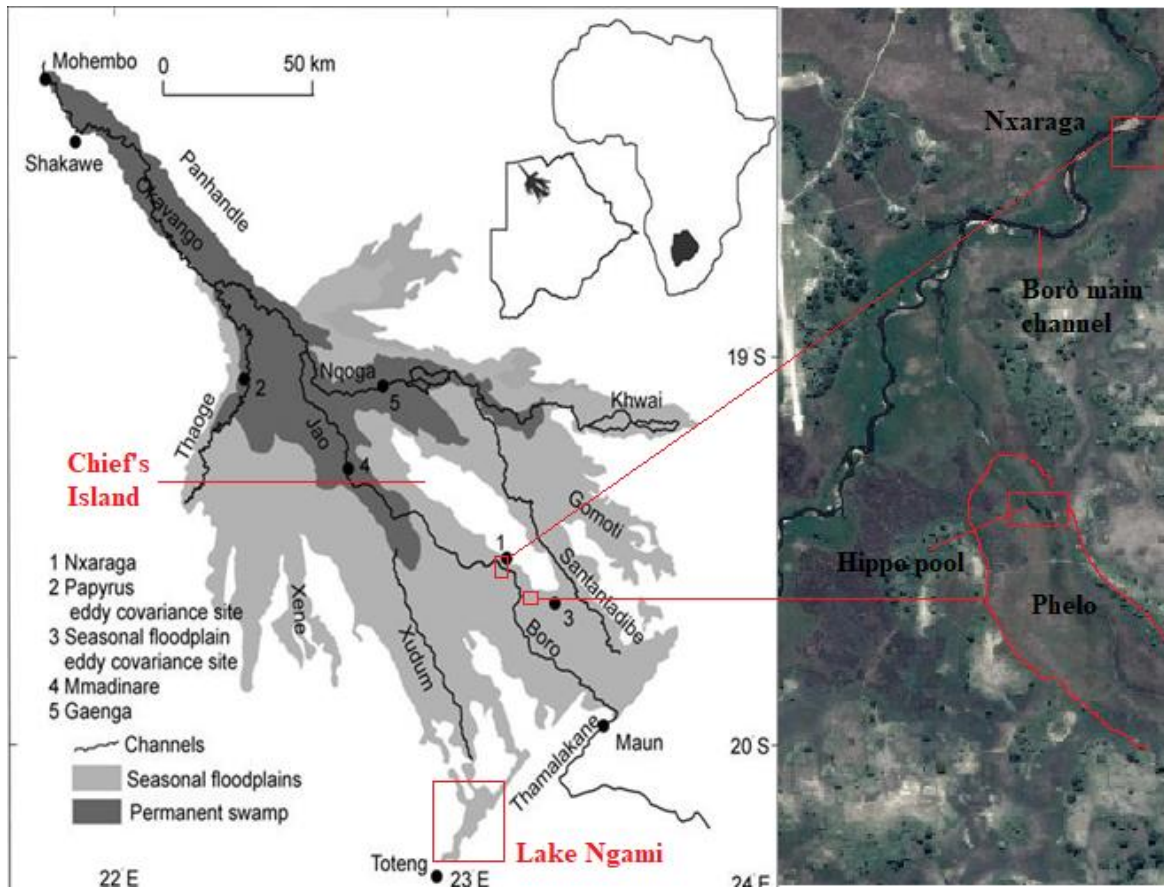 Mohembo
0 50 km
Shakawe
Panhandle
Okavango
19 S
Nqoga
2
5
Khwai
Thaoge
Jao
Chief's
Island
4
Gomoti
1
Santantadibe
3
Boro
Xene
Xudum
1 Nxaraga
2 Papyrus
eddy covariance site
3 Seasonal floodplain
eddy covariance site
4 Mmadinare
5 Gaenga
Channels
Seasonal floodplains
Permanent swamp
20 S
Maun
Thamalakane
Lake Ngami
Toteng
22 E
23 E
24 E
Nxaraga
Boro main
channel
Hippo pool
Phelo